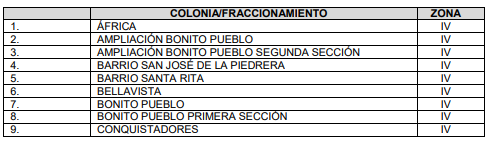 COLONIA/FRACCIONAMIENTO ZONA
1. ÁFRICA IV
2. AMPLIACIÓN BONITO PUEBLO IV
3. AMPLIACIÓN BONITO PUEBLO SEGUNDA SECCIÓN IV
4. BARRIO SAN JOSÉ DE LA PIEDRERA IV
5. BARRIO SANTA RITA IV
6. BELLAVISTA IV
7. BONITO PUEBLO IV
8. BONITO PUEBLO PRIMERA SECCIÓN IV
9. CONQUISTADORES IV